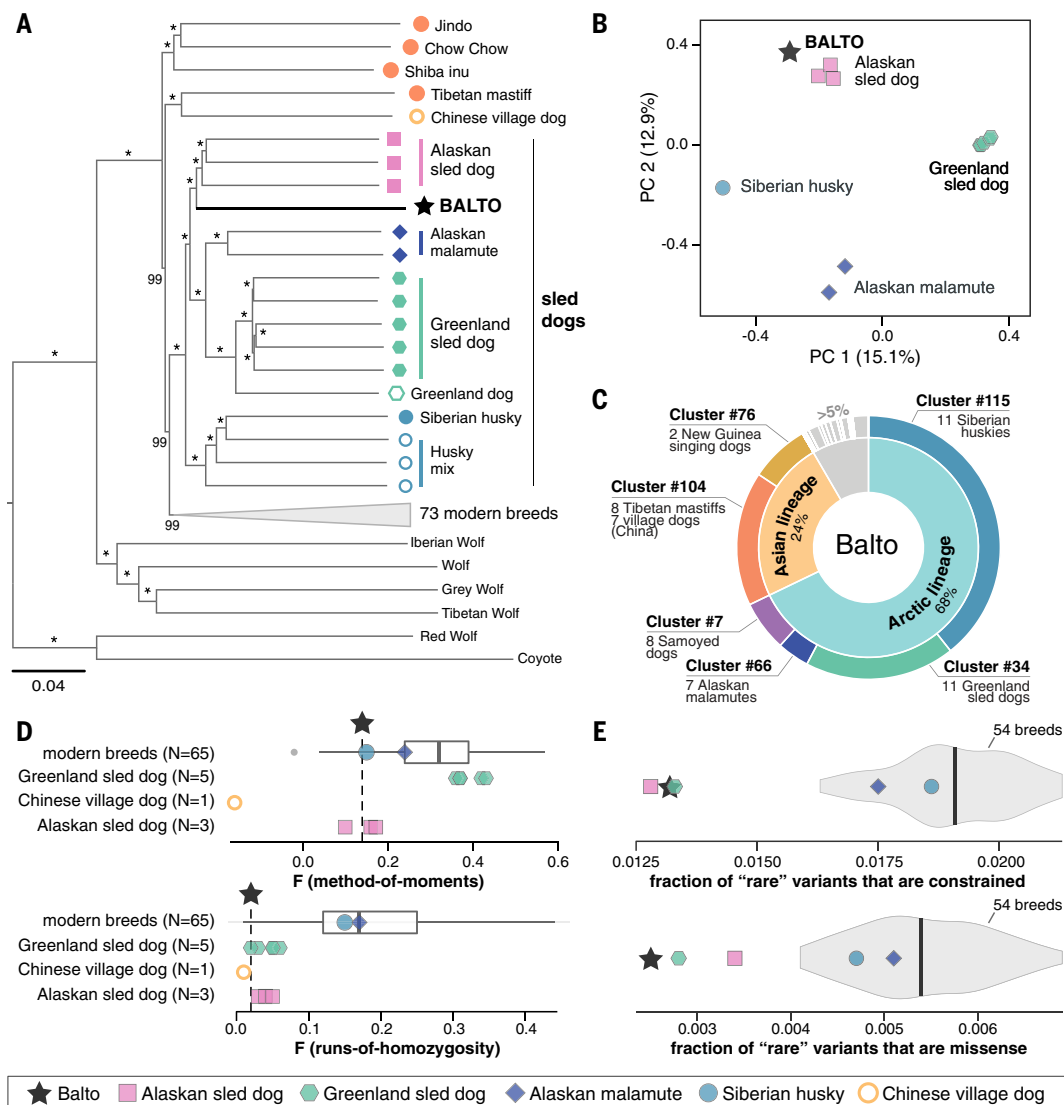 A
*
Jindo
*
*
Chow Chow
Shiba inu
*
Tibetan mastiff
Chinese village dog
*
*
*
Alaskan
sled dog
*
BALTO
*
*
Alaskan
malamute
99
*
*
Greenland
sled dog
*
*
*
*
Greenland dog
sled
dogs
99
*
*
*
Siberian husky
Husky
mix
99
73 modern breeds
*
Iberian Wolf
*
*
Wolf
*
Grey Wolf
Tibetan Wolf
*
Red Wolf
Coyote
0.04
B
PC 2 (12.9%)
0.4
0.0
-0.4
BALTO
Alaskan
sled dog
Greenland
sled dog
Siberian husky
Alaskan malamute
-0.4
0.0
0.4
PC 1 (15.1%)
C
Cluster #76
2 New Guinea
singing dogs
>5%
Cluster #115
11 Siberian
huskies
Cluster #104
8 Tibetan mastiffs
7 village dogs
(China)
Asian lineage
24%
Balto
Arctic lineage
68%
Cluster #7
8 Samoyed
dogs
Cluster #66
7 Alaskan
malamutes
Cluster #34
11 Greenland
sled dogs
D
modern breeds (N=65)
Greenland sled dog (N=5)
Chinese village dog (N=1)
Alaskan sled dog (N=3)
0.0
0.2
0.4
0.6
F (method-of-moments)
modern breeds (N=65)
Greenland sled dog (N=5)
Chinese village dog (N=1)
Alaskan sled dog (N=3)
0.0
0.1
0.2
0.3
0.4
F (runs-of-homozygosity)
E
54 breeds
0.0125
0.0150
0.0175
0.0200
fraction of “rare” variants that are constrained
54 breeds
0.003
0.004
0.005
0.006
fraction of “rare” variants that are missense
Balto
Alaskan sled dog
Greenland sled dog
Alaskan malamute
Siberian husky
Chinese village dog